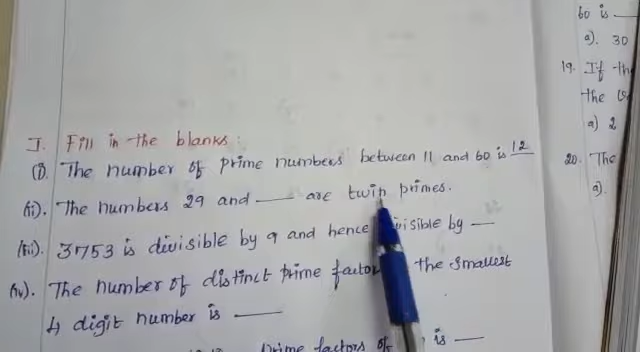 60 is
a). 30
19. If the
the
a) 2
20. The
a).
I. Fill in the blanks:
(i). The number of prime numbers between 11 and 60 is 12
(ii). The numbers 29 and ___ are twin primes.
(iii). 3753 is divisible by 9 and hence divisible by ___
(iv). The number of distinct prime factors the smallest
4 digit number is ___
prime factors of is ___